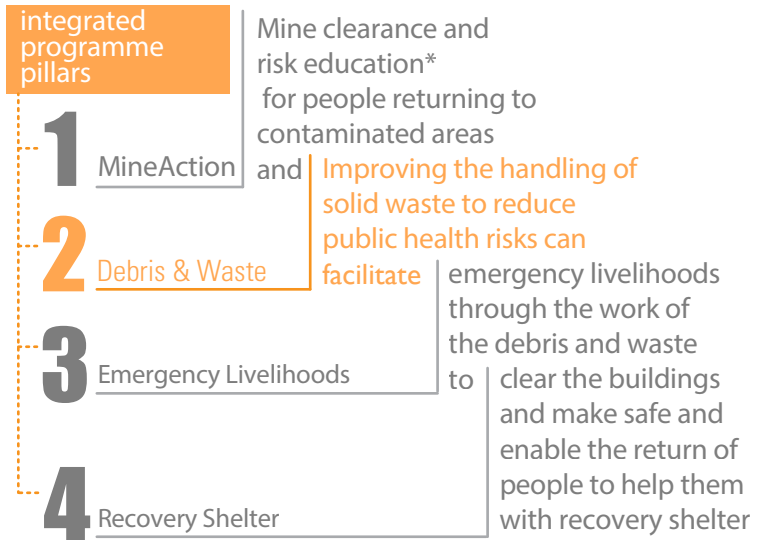 integrated
programme
pillars
1
MineAction
Mine clearance and
risk education*
for people returning to
contaminated areas
and
2
Debris & Waste
Improving the handling of
solid waste to reduce
public health risks can
facilitate
3
Emergency Livelihoods
emergency livelihoods
through the work of
the debris and waste
to
4
Recovery Shelter
clear the buildings
and make safe and
enable the return of
people to help them
with recovery shelter